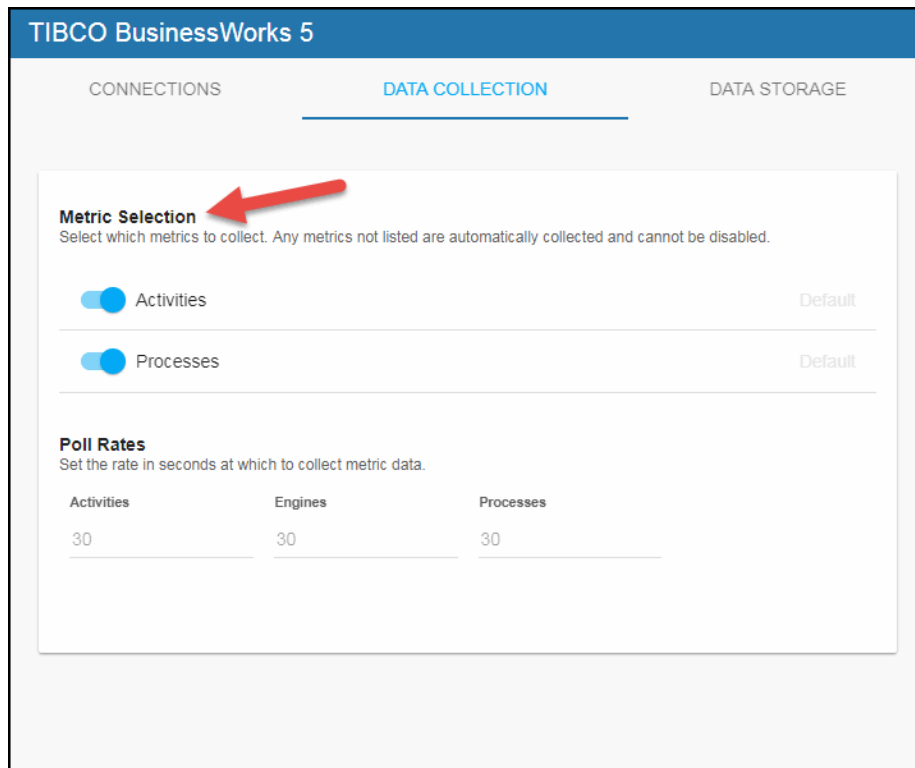 TIBCO BusinessWorks 5
CONNECTIONS
DATA COLLECTION
DATA STORAGE
Metric Selection
Select which metrics to collect. Any metrics not listed are automatically collected and cannot be disabled.
Activities
Default
Processes
Default
Poll Rates
Set the rate in seconds at which to collect metric data.
Activities
Engines
Processes
30
30
30